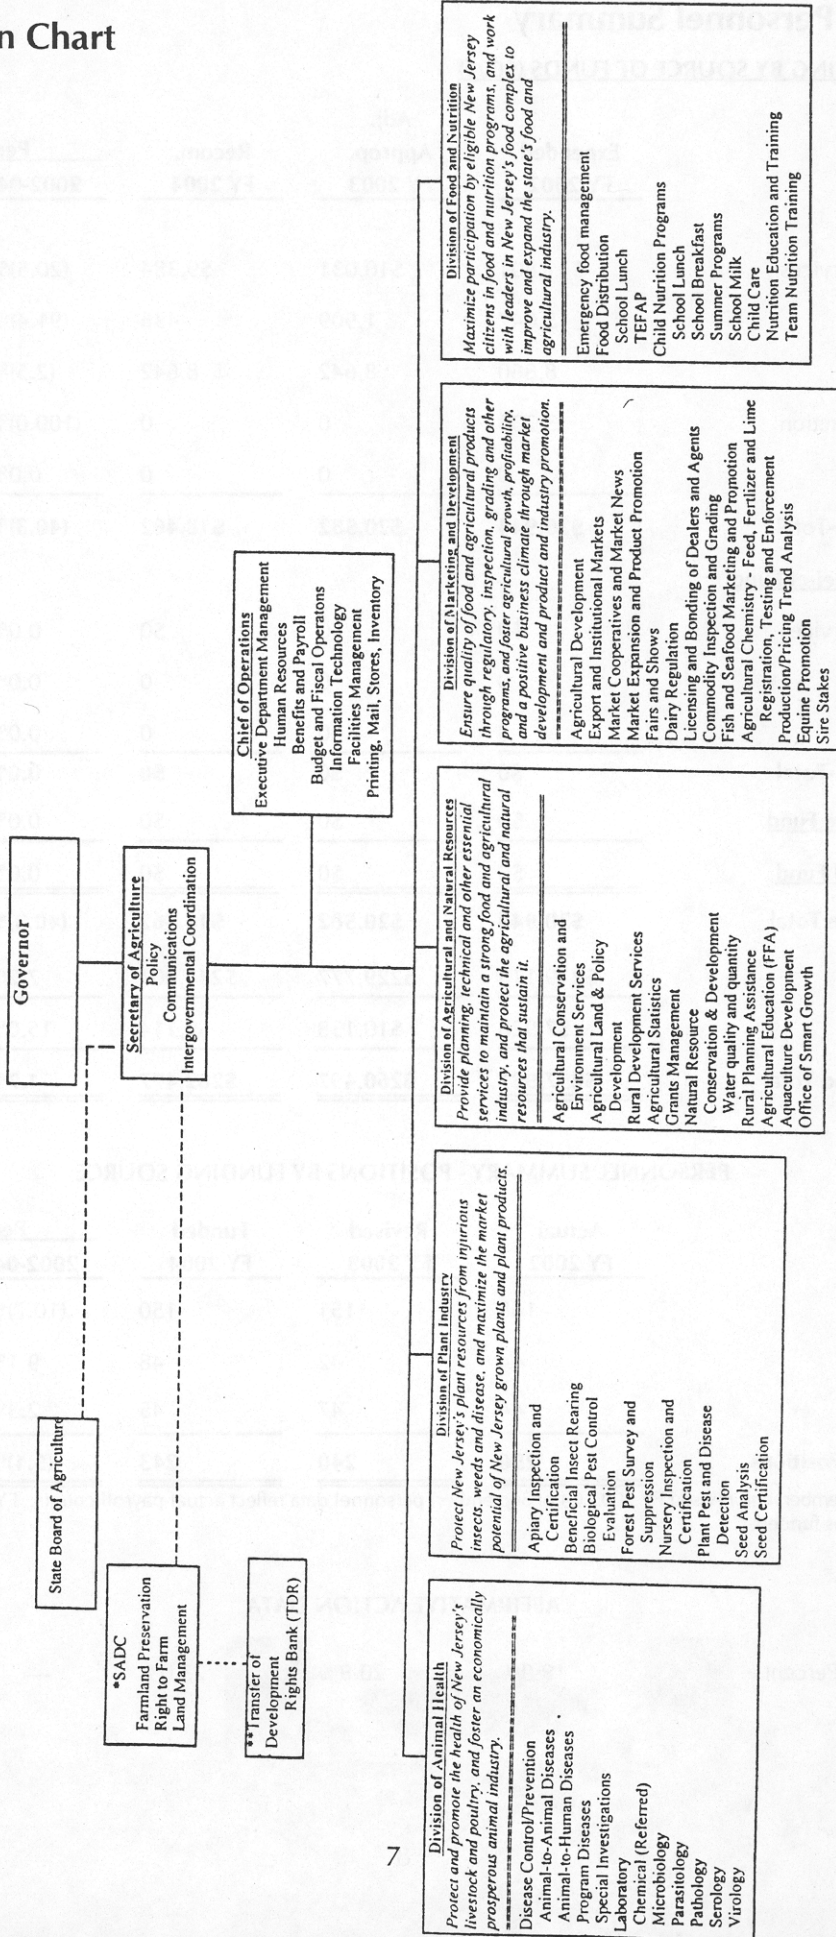 n Chart
Governor
Secretary of Agriculture
Policy
Communications
Intergovernmental Coordination
State Board of Agriculture
*SADC
Farmland Preservation
Right to Farm
Land Management
**Transfer of
Development
Rights Bank (TDR)
Chief of Operations
Executive Department Management
Human Resources
Benefits and Payroll
Budget and Fiscal Operatons
Information Technology
Facilities Management
Printing, Mail, Stores, Inventory
Division of Animal Health
Protect and promote the health of New Jersey's
livestock and poultry, and foster an economically
prosperous animal industry.
Disease Control/Prevention
Animal-to-Animal Diseases
Animal-to-Human Diseases
Program Diseases
Special Investigations
Laboratory
Chemical (Referred)
Microbiology
Parasitology
Pathology
Serology
Virology
Division of Plant Industry
Protect New Jersey's plant resources from injurious
insects, weeds and disease, and maximize the market
potential of New Jersey grown plants and plant products.
Apiary Inspection and
Certification
Beneficial Insect Rearing
Biological Pest Control
Evaluation
Forest Pest Survey and
Suppression
Nursery Inspection and
Certification
Plant Pest and Disease
Detection
Seed Analysis
Seed Certification
Division of Agricultural and Natural Resources
Provide planning, technical and other essential
services to maintain a strong food and agricultural
industry, and protect the agricultural and natural
resources that sustain it.
Agricultural Conservation and
Environment Services
Agricultural Land & Policy
Development
Rural Development Services
Agricultural Statistics
Grants Management
Natural Resource
Conservation & Development
Water quality and quantity
Rural Planning Assistance
Agricultural Education (FFA)
Aquaculture Development
Office of Smart Growth
Division of Marketing and Development
Ensure quality of food and agricultural products
through regulatory, inspection, grading and other
programs, and foster agricultural growth, profitability,
and a positive business climate through market
development and product and industry promotion.
Agricultural Development
Export and Institutional Markets
Market Cooperatives and Market News
Market Expansion and Product Promotion
Fairs and Shows
Dairy Regulation
Licensing and Bonding of Dealers and Agents
Commodity Inspection and Grading
Fish and Seafood Marketing and Promotion
Agricultural Chemistry - Feed, Fertlizer and Lime
Registration, Testing and Enforcement
Production/Pricing Trend Analysis
Equine Promotion
Sire Stakes
Division of Food and Nutrition
Maximize participation by eligible New Jersey
citizens in food and nutrition programs, and work
with leaders in New Jersey's food complex to
improve and expand the state's food and
agricultural industry.
Emergency food management
Food Distribution
School Lunch
TEFAP
Child Nutrition Programs
School Lunch
School Breakfast
Summer Programs
School Milk
Child Care
Nutrition Education and Training
Team Nutrition Training
7